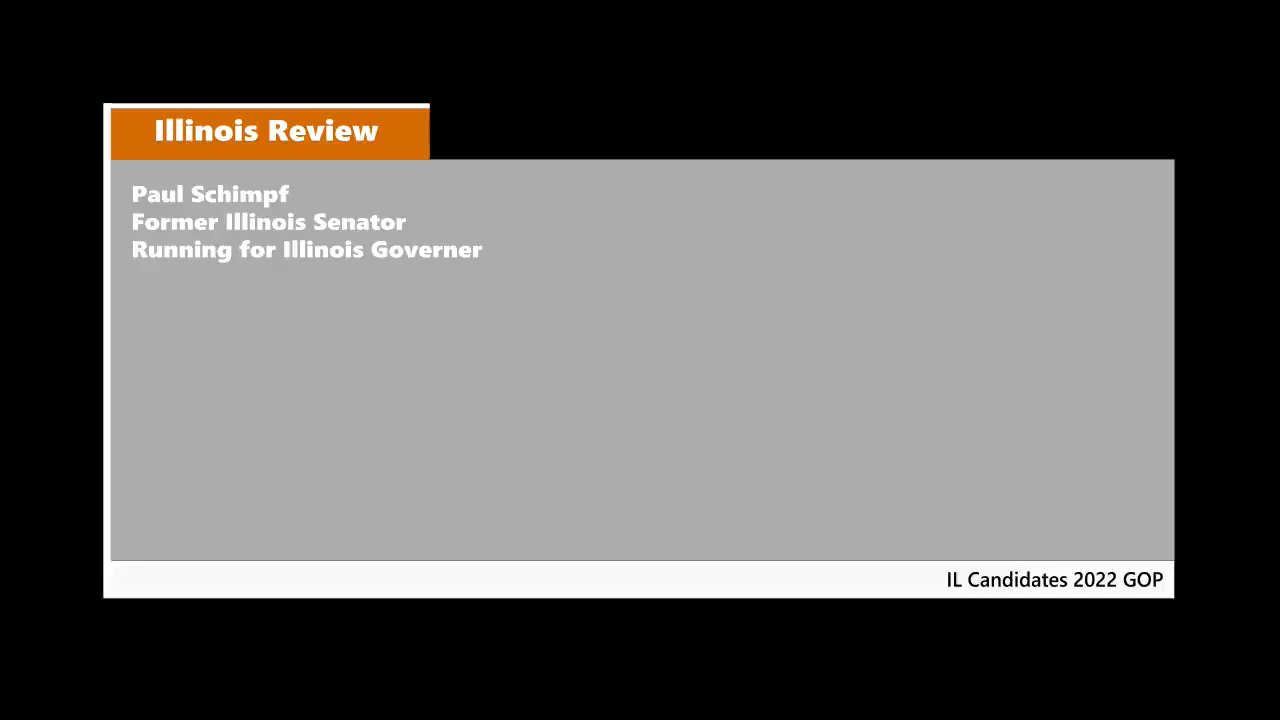 Illinois Review
Paul Schimpf
Former Illinois Senator
Running for Illinois Governer
IL Candidates 2022 GOP